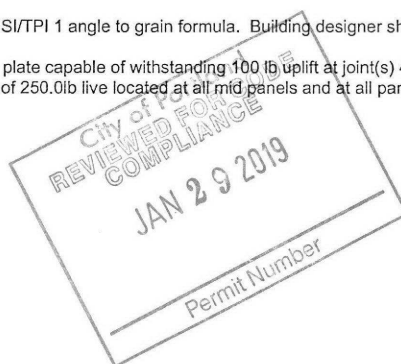 SI/TPI 1 angle to grain formula. Building designer sh
plate capable of withstanding 100 lb uplift at joint(s)
of 250.0lb live located at all mid panels and at all par
City of Portland
REVIEWED FOR CODE
COMPLIANCE
JAN 29 2019
Permit Number